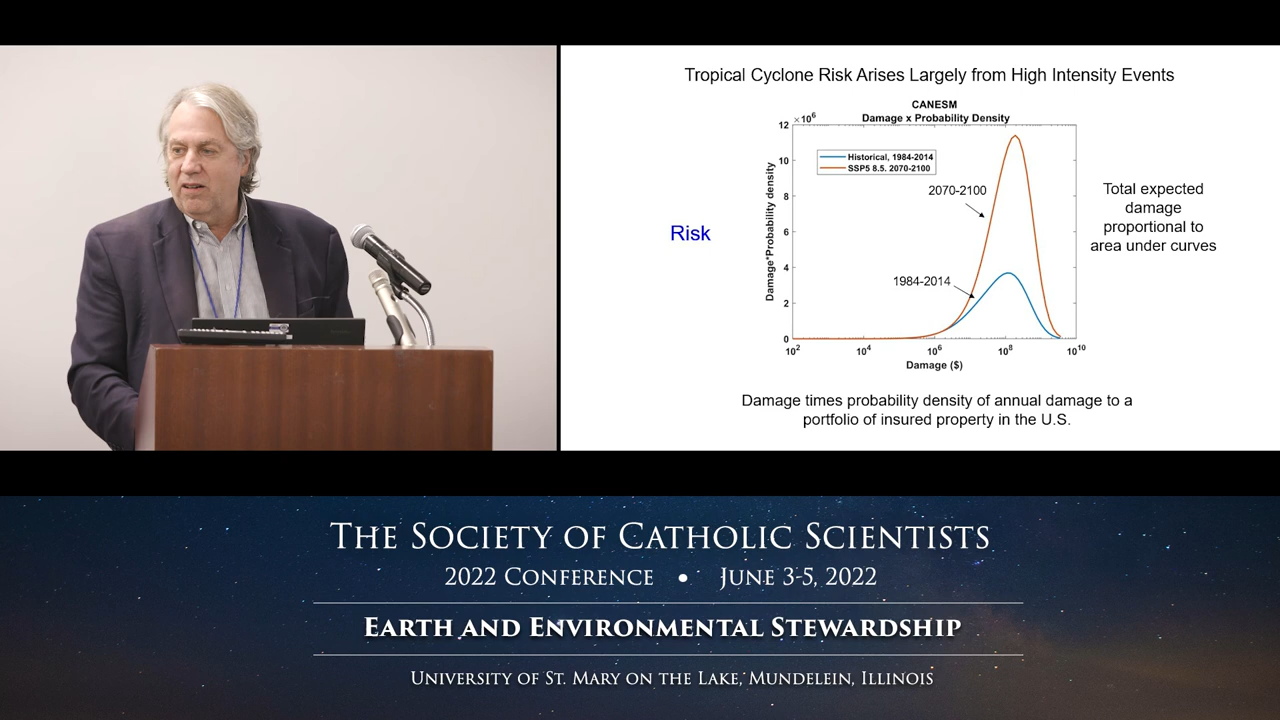 Tropical Cyclone Risk Arises Largely from High Intensity Events
CANESM
Damage x Probability Density
×10⁶
12
10
8
6
4
2
0
Damage*Probability density
Historical, 1984-2014
SSP5 8.5. 2070-2100
2070-2100
1984-2014
10²
10⁴
10⁶
10⁸
10¹⁰
Damage ($)
Risk
Total expected
damage
proportional to
area under curves
Damage times probability density of annual damage to a
portfolio of insured property in the U.S.
The Society of Catholic Scientists
2022 Conference • June 3-5, 2022
Earth and Environmental Stewardship
University of St. Mary on the Lake, Mundelein, Illinois